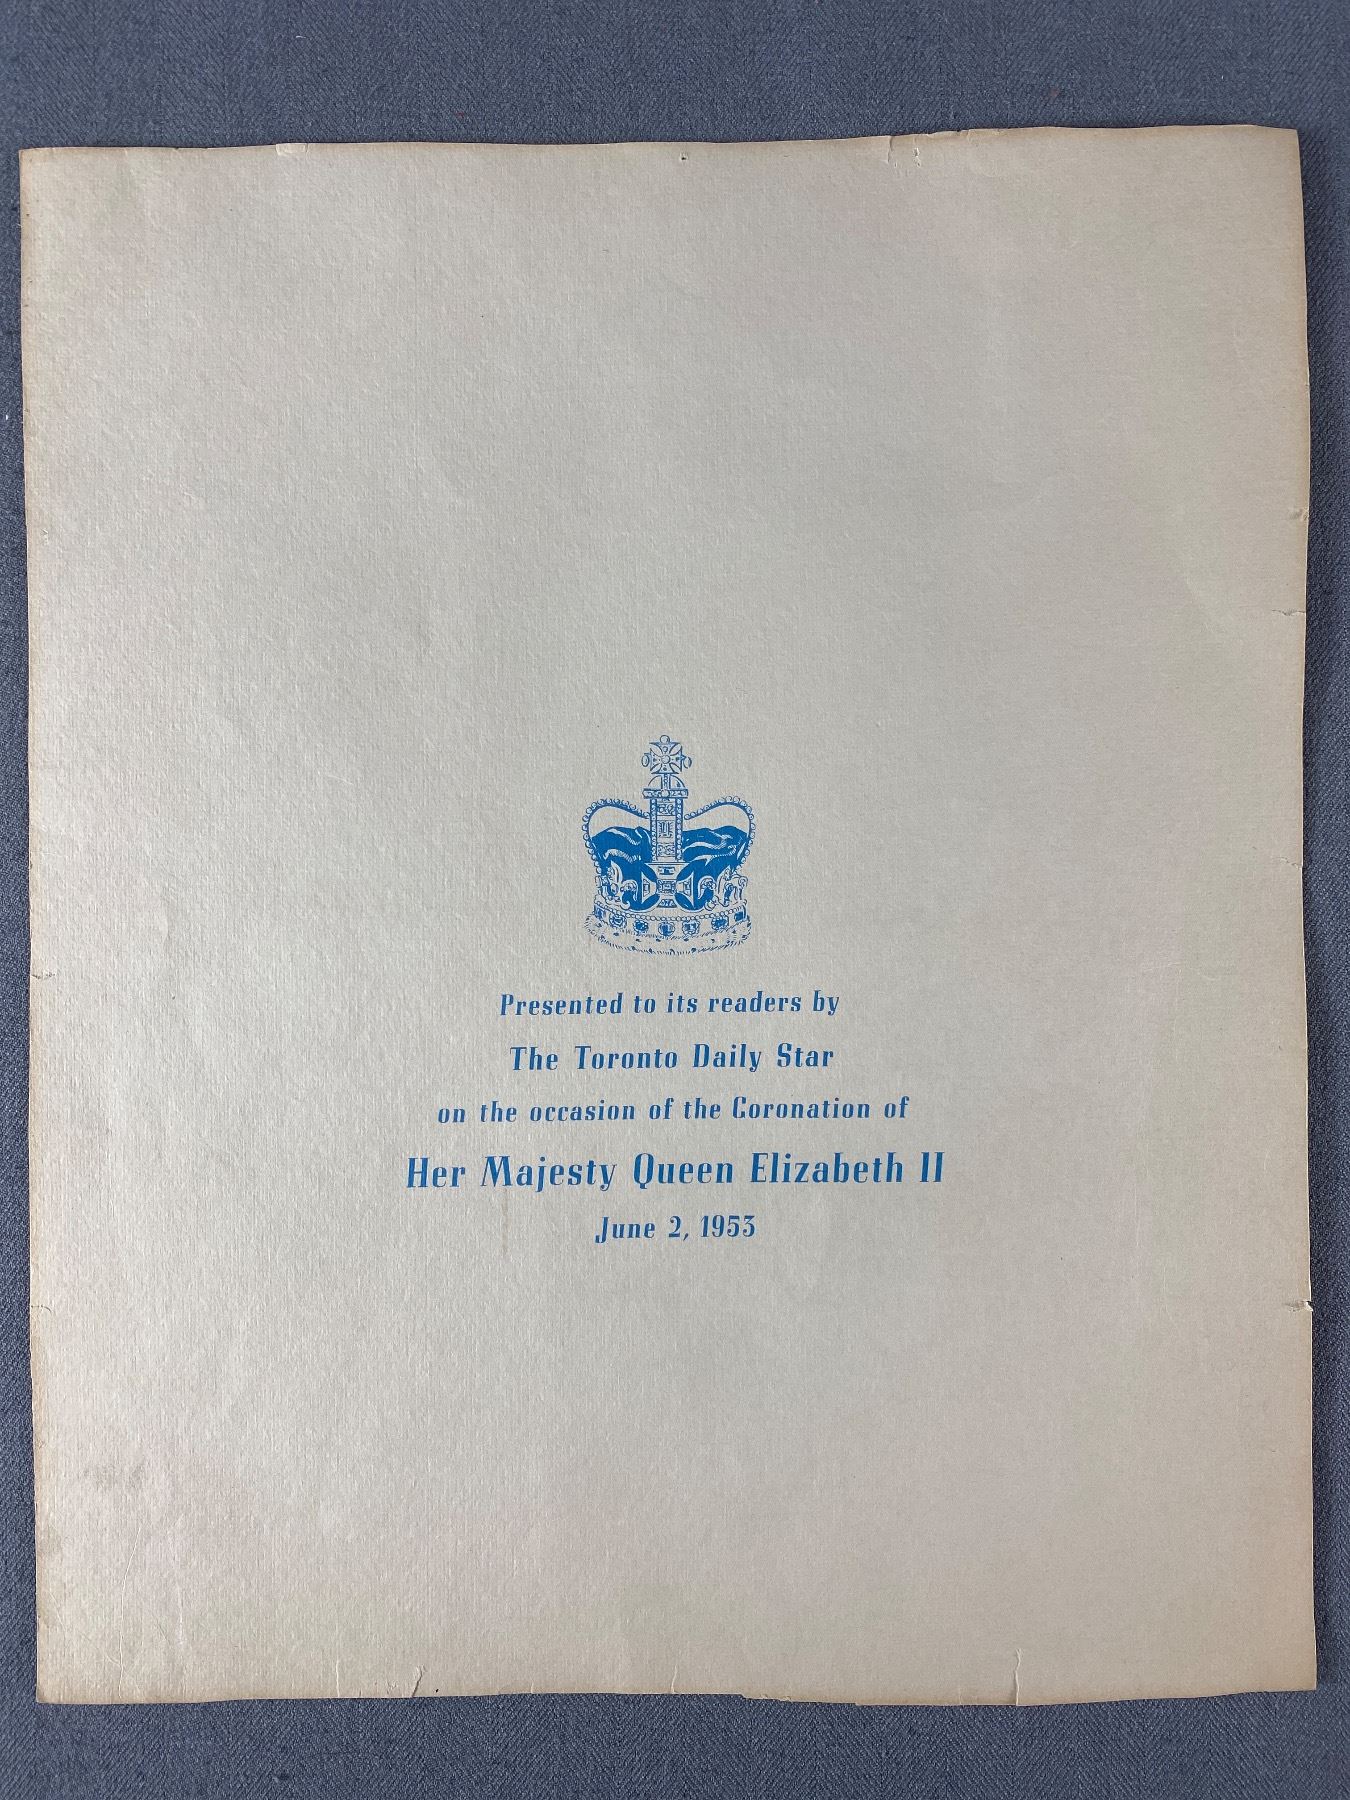 Presented to its readers by
The Toronto Daily Star
on the occasion of the Coronation of
Her Majesty Queen Elizabeth II
June 2, 1953